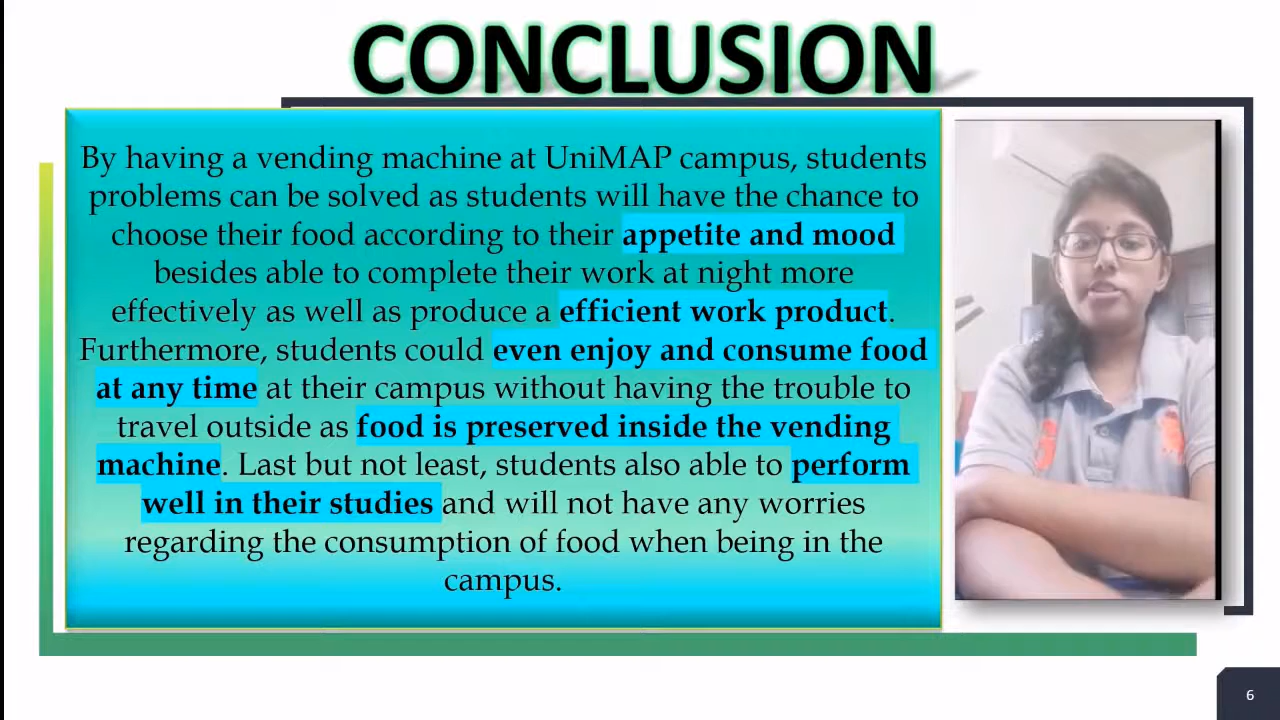 CONCLUSION
By having a vending machine at UniMAP campus, students
problems can be solved as students will have the chance to
choose their food according to their appetite and mood
besides able to complete their work at night more
effectively as well as produce a efficient work product.
Furthermore, students could even enjoy and consume food
at any time at their campus without having the trouble to
travel outside as food is preserved inside the vending
machine. Last but not least, students also able to perform
well in their studies and will not have any worries
regarding the consumption of food when being in the
campus.
6